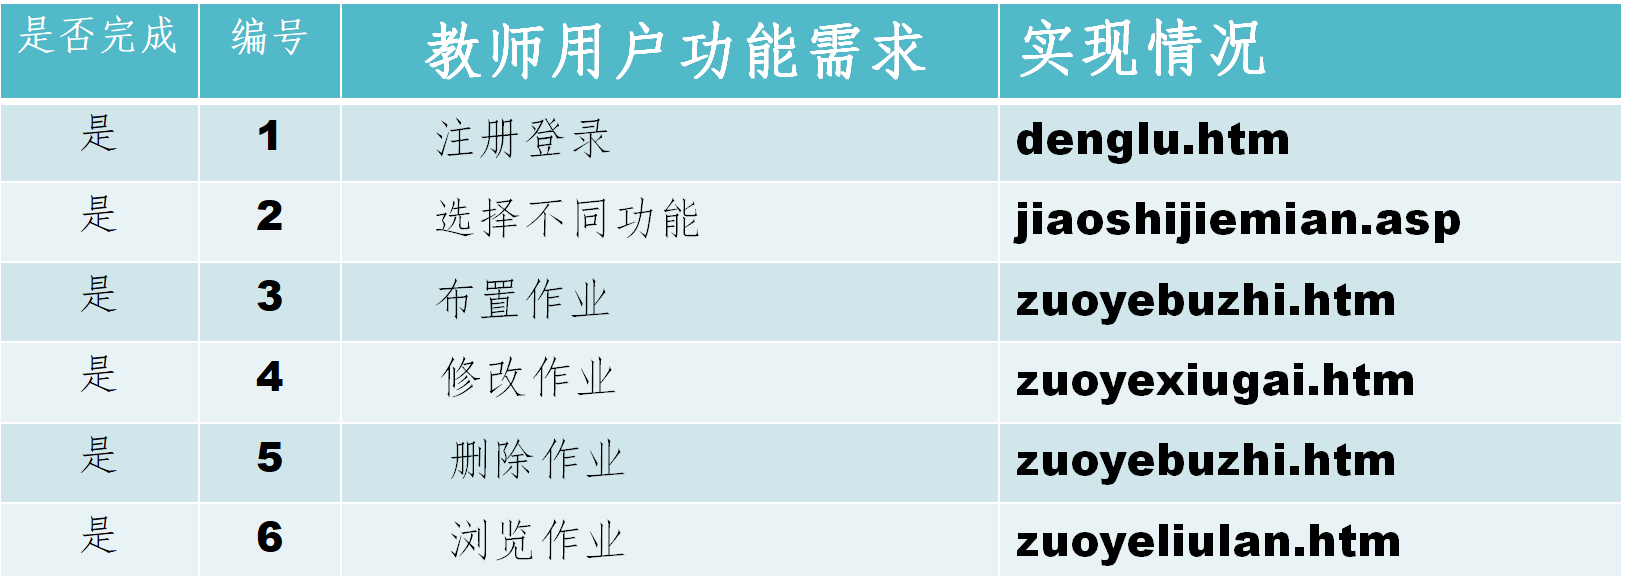 是否完成 编号 教师用户功能需求 实现情况
是 1 注册登录 denglu.htm
是 2 选择不同功能 jiaoshijiemian.asp
是 3 布置作业 zuoyebuzhi.htm
是 4 修改作业 zuoyexiugai.htm
是 5 删除作业 zuoyebuzhi.htm
是 6 浏览作业 zuoyeliulan.htm